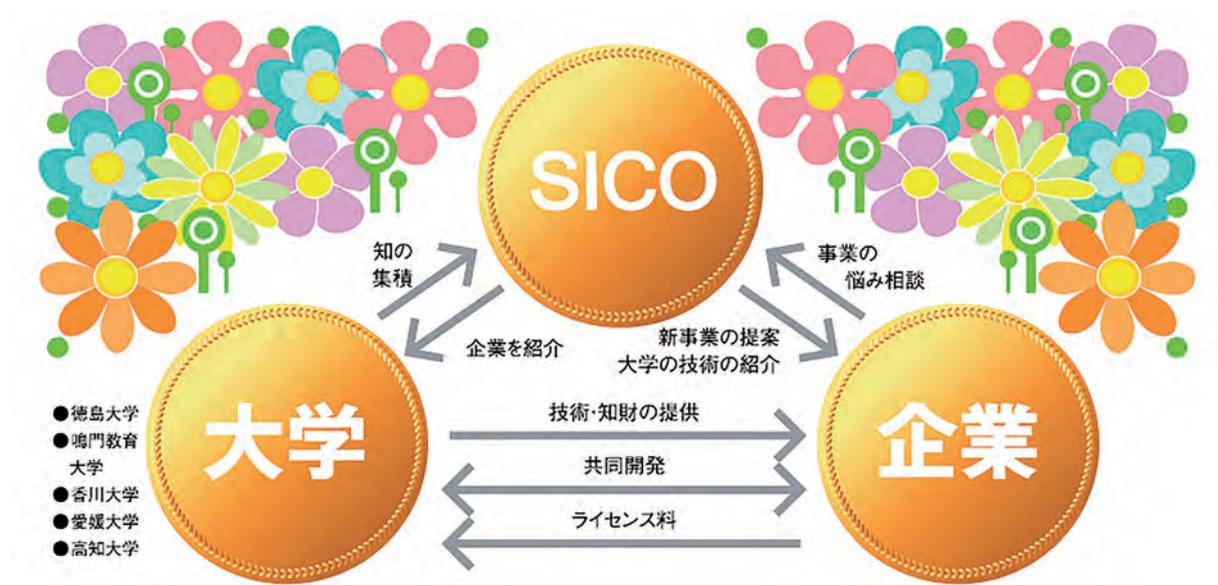 SICO
知の
集積
事業の
悩み相談
企業を紹介
新事業の提案
大学の技術の紹介
大学
企業
●徳島大学
●鳴門教育
大学
●香川大学
●愛媛大学
●高知大学
技術・知財の提供
共同開発
ライセンス料